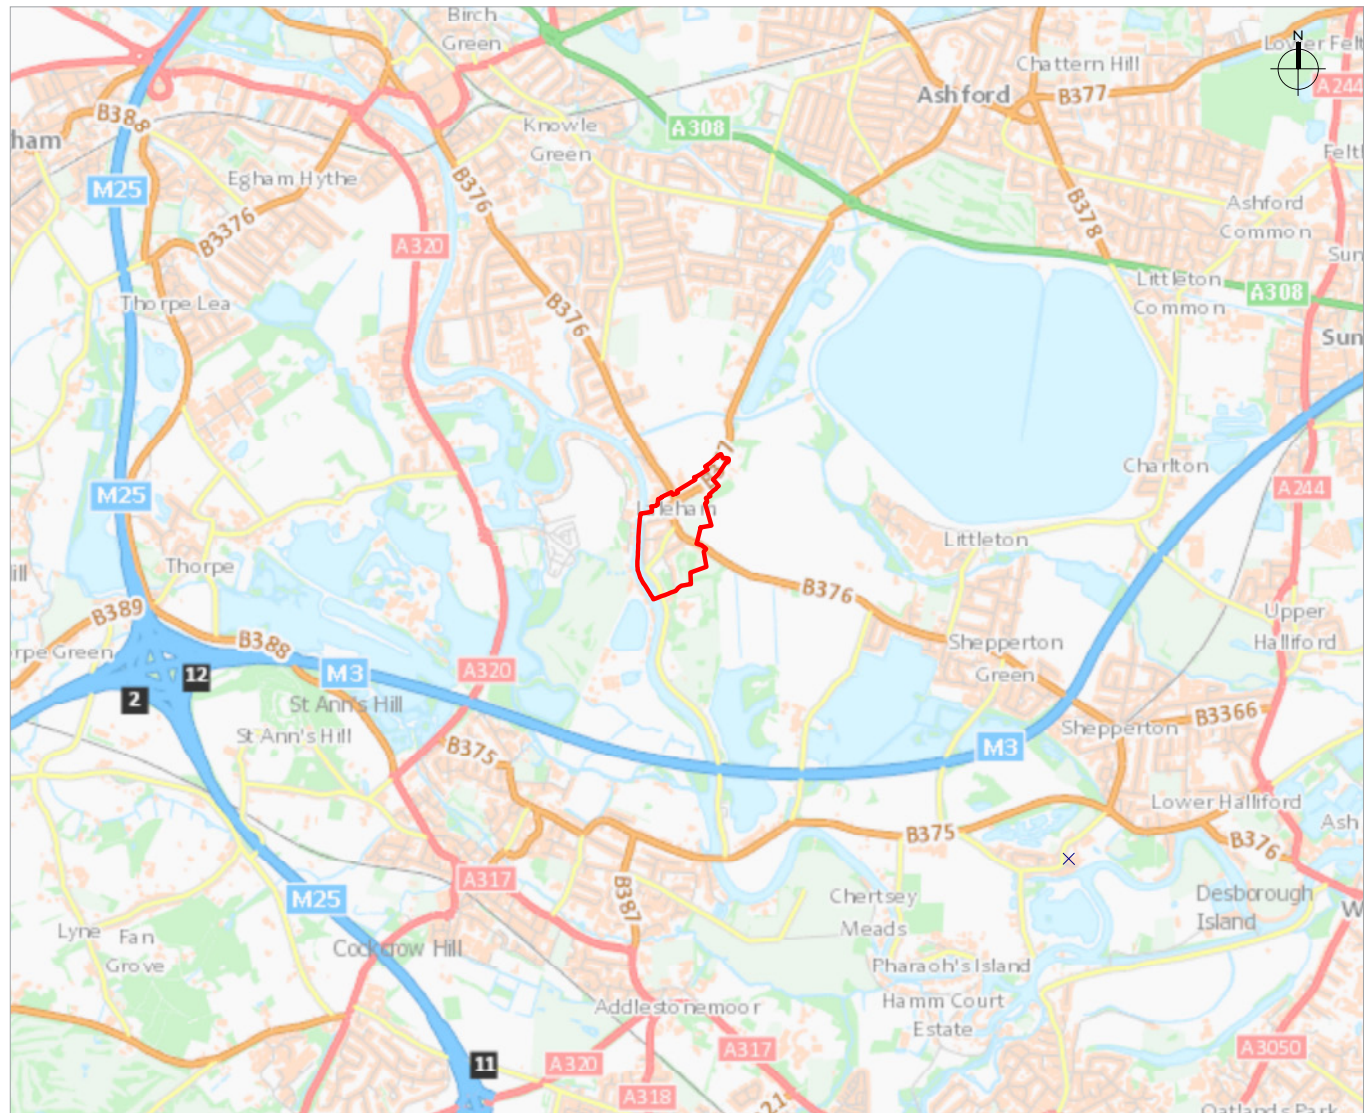 Birch
Green
N
Lower Felt
Chattern Hill
A244
Ashford
B377
B388
A308
Knowle
Green
ham
Felt
M25
Egham Hythe
B376
B378
Ashford
Common
B3376
A320
Sun
Littleton
Common
A308
Thorpe Lea
B376
Sun
Charlton
M25
A244
Littleton
Thorpe
ill
B376
B389
Upper
Halliford
B388
Shepperton
Green
rpe Green
M3
A320
12
2
St Ann's Hill
St Ann's Hill
B3366
Shepperton
B375
M3
Lower Halliford
Ash
B375
B376
A317
B387
M25
Chertsey
Meads
Desborough
Island
W
Lyne
Fan
Grove
Cockcrow Hill
Pharaoh's Island
Addlestonemoor
Hamm Court
Estate
A317
A3050
11
A320
A318
21
Oatlands Park